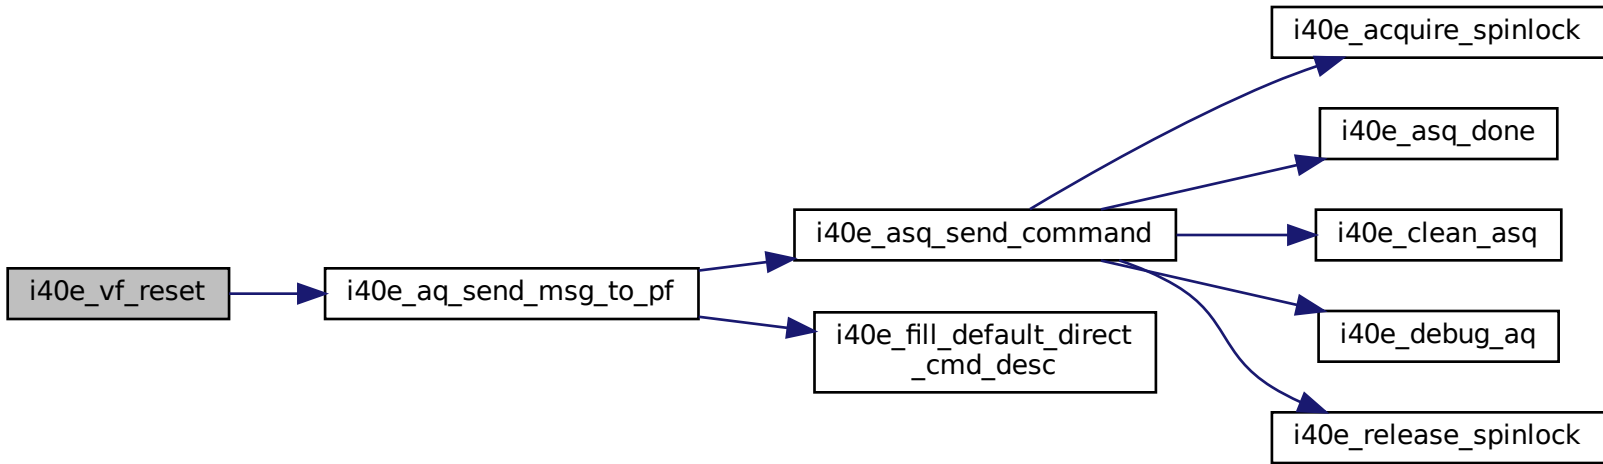 i40e_vf_reset
i40e_aq_send_msg_to_pf
i40e_asq_send_command
i40e_fill_default_direct
_cmd_desc
i40e_acquire_spinlock
i40e_asq_done
i40e_clean_asq
i40e_debug_aq
i40e_release_spinlock